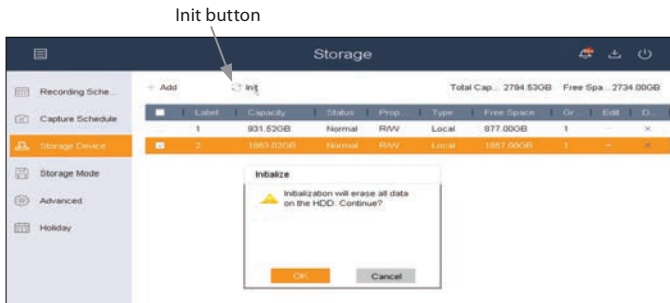 Init button
Storage
Recording Sche...
Capture Schedule
Storage Device
Storage Mode
Advanced
Holiday
+ Add
Init
Total Cap... 2794.53GB
Free Spa...2734.00GB
Label Capacity Status Prop... Type Free Space Gr... Edit D...
1 931.52GB Normal R/W Local 877.00GB 1 – ×
2 1863.02GB Normal R/W Local 1857.00GB 1 – ×
Initialize
Initialization will erase all data
on the HDD. Continue?
OK
Cancel